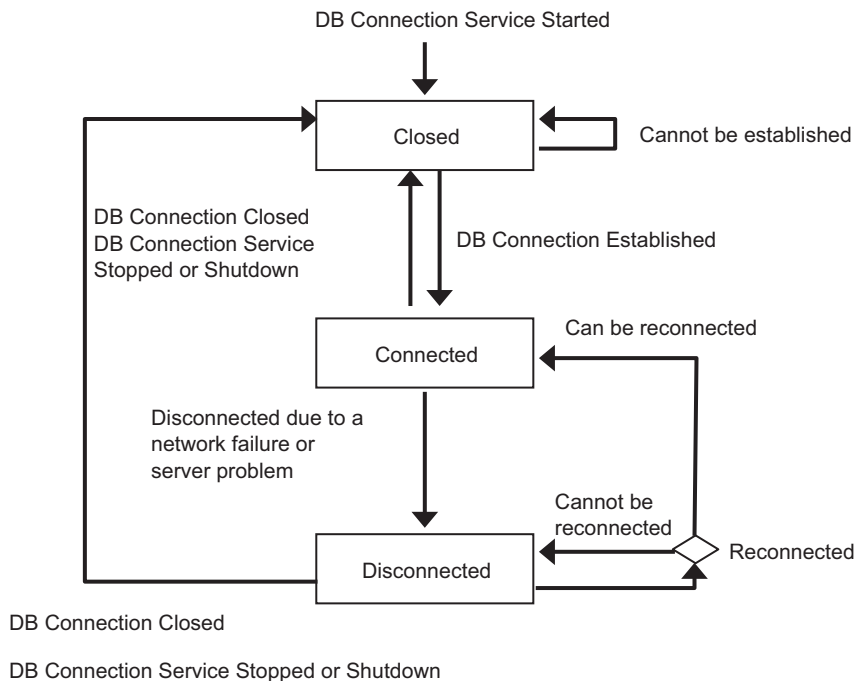 DB Connection Service Started
Closed
Cannot be established
DB Connection Closed
DB Connection Service
Stopped or Shutdown
DB Connection Established
Can be reconnected
Connected
Disconnected due to a
network failure or
server problem
Cannot be
reconnected
Reconnected
Disconnected
DB Connection Closed
DB Connection Service Stopped or Shutdown